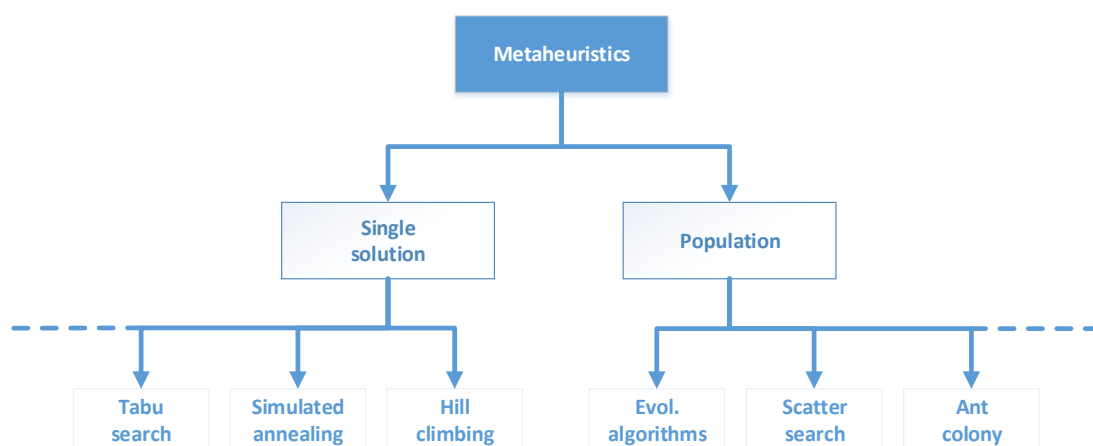 Metaheuristics
Single
solution
Population
Tabu
search
Simulated
annealing
Hill
climbing
Evol.
algorithms
Scatter
search
Ant
colony